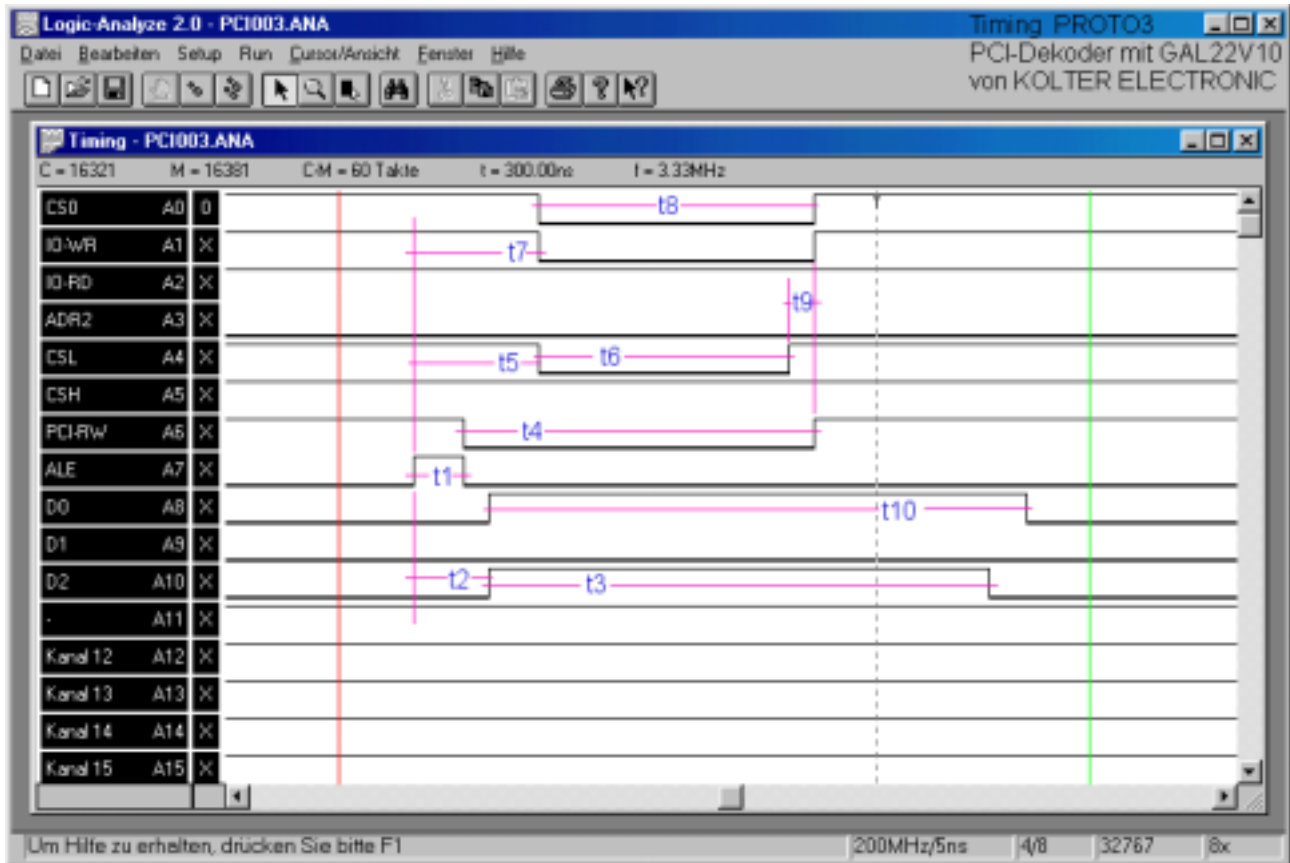 Logic-Analyze 2.0 - PCI003.ANA
Timing PROTO3
Datei Bearbeiten Setup Run Cursor/Ansicht Fenster Hilfe
PCI-Dekoder mit GAL22V10
von KOLTER ELECTRONIC
Timing - PCI003.ANA
C = 16321 M = 16381 C-M = 60 Takte t = 300.00ns f = 3.33MHz
CS0 A0 0
t8
IO-WR A1 X
t7
IO-RD A2 X
t9
ADR2 A3 X
CSL A4 X
t5 t6
CSH A5 X
PCI-RW A6 X
t4
ALE A7 X
t1
D0 A8 X
t10
D1 A9 X
D2 A10 X
t2 t3
- A11 X
Kanal 12 A12 X
Kanal 13 A13 X
Kanal 14 A14 X
Kanal 15 A15 X
Um Hilfe zu erhalten, drücken Sie bitte F1 200MHz/5ns 4/8 32767 8x